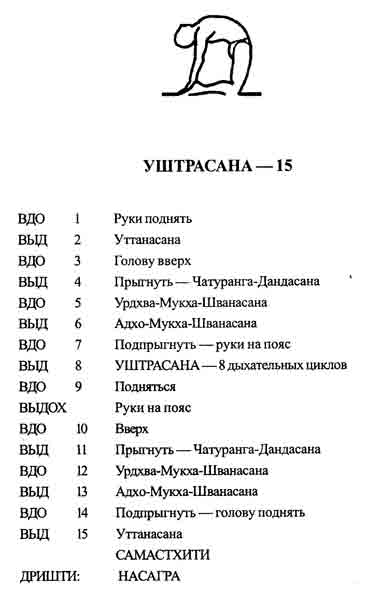 УШТРАСАНА — 15
ВДО 1 Руки поднять
ВЫД 2 Уттанасана
ВДО 3 Голову вверх
ВЫД 4 Прыгнуть — Чатуранга-Дандасана
ВДО 5 Урдхва-Мукха-Шванасана
ВЫД 6 Адхо-Мукха-Шванасана
ВДО 7 Подпрыгнуть — руки на пояс
ВЫД 8 УШТРАСАНА — 8 дыхательных циклов
ВДО 9 Подняться
ВЫДОХ Руки на пояс
ВДО 10 Вверх
ВЫД 11 Прыгнуть — Чатуранга-Дандасана
ВДО 12 Урдхва-Мукха-Шванасана
ВЫД 13 Адхо-Мукха-Шванасана
ВДО 14 Подпрыгнуть — голову поднять
ВЫД 15 Уттанасана
САМАСТХИТИ
ДРИШТИ: НАСАГРА